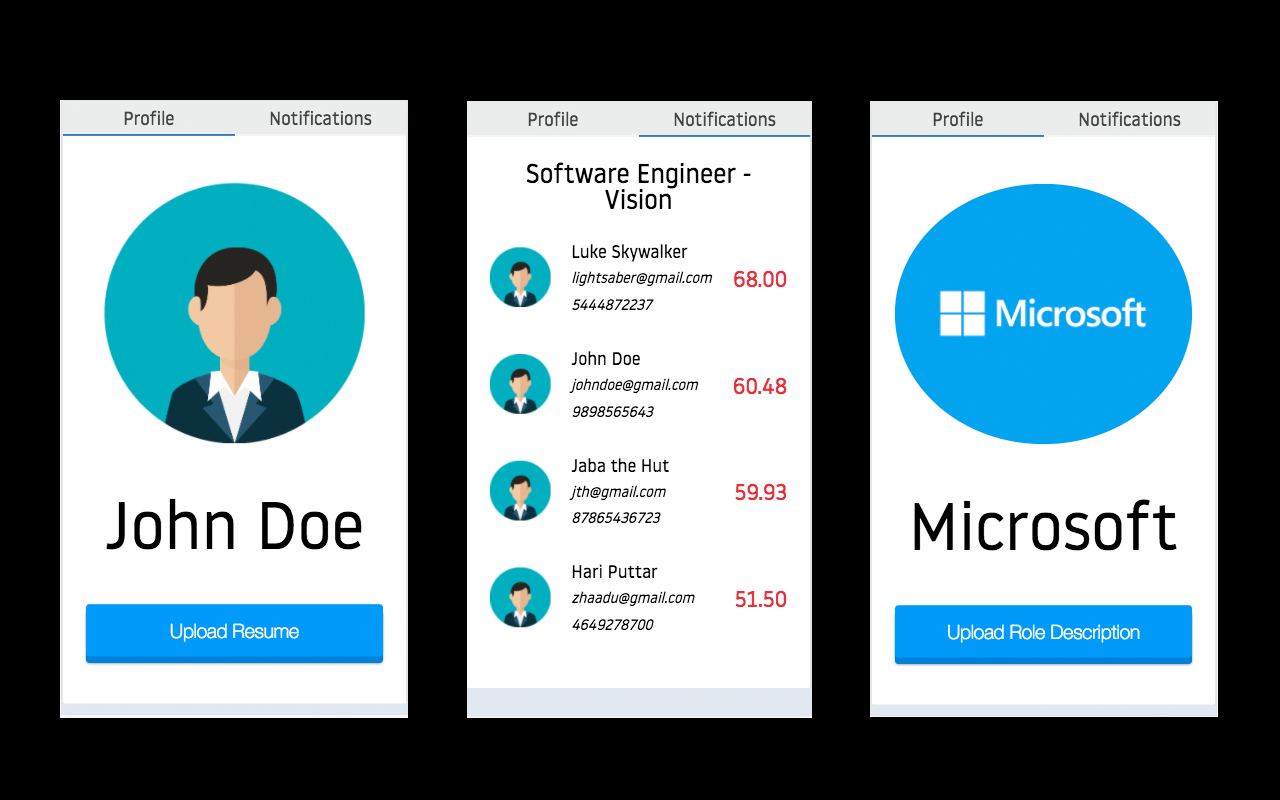 Profile
Notifications
John Doe
Upload Resume
Profile
Notifications
Software Engineer -
Vision
Luke Skywalker
lightsaber@gmail.com
68.00
5444872237
John Doe
johndoe@gmail.com
60.48
9898565643
Jaba the Hut
jth@gmail.com
59.93
87865436723
Hari Puttar
zhaadu@gmail.com
51.50
4649278700
Profile
Notifications
Microsoft
Microsoft
Upload Role Description